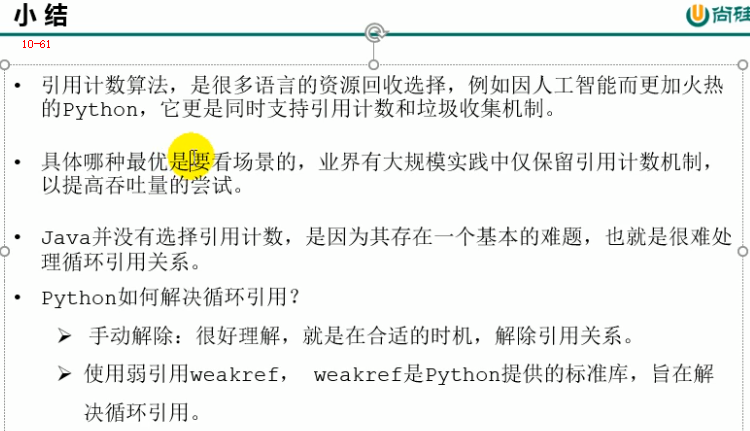 小 结
尚硅
10-61
• 引用计数算法，是很多语言的资源回收选择，例如因人工智能而更加火热
的Python，它更是同时支持引用计数和垃圾收集机制。
• 具体哪种最优是要看场景的，业界有大规模实践中仅保留引用计数机制，
以提高吞吐量的尝试。
• Java并没有选择引用计数，是因为其存在一个基本的难题，也就是很难处
理循环引用关系。
• Python如何解决循环引用？
➢ 手动解除：很好理解，就是在合适的时机，解除引用关系。
➢ 使用弱引用weakref， weakref是Python提供的标准库，旨在解
决循环引用。